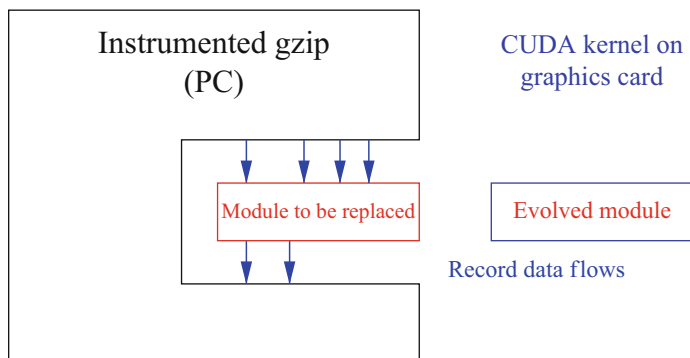 Instrumented gzip
(PC)
CUDA kernel on
graphics card
Module to be replaced
Evolved module
Record data flows